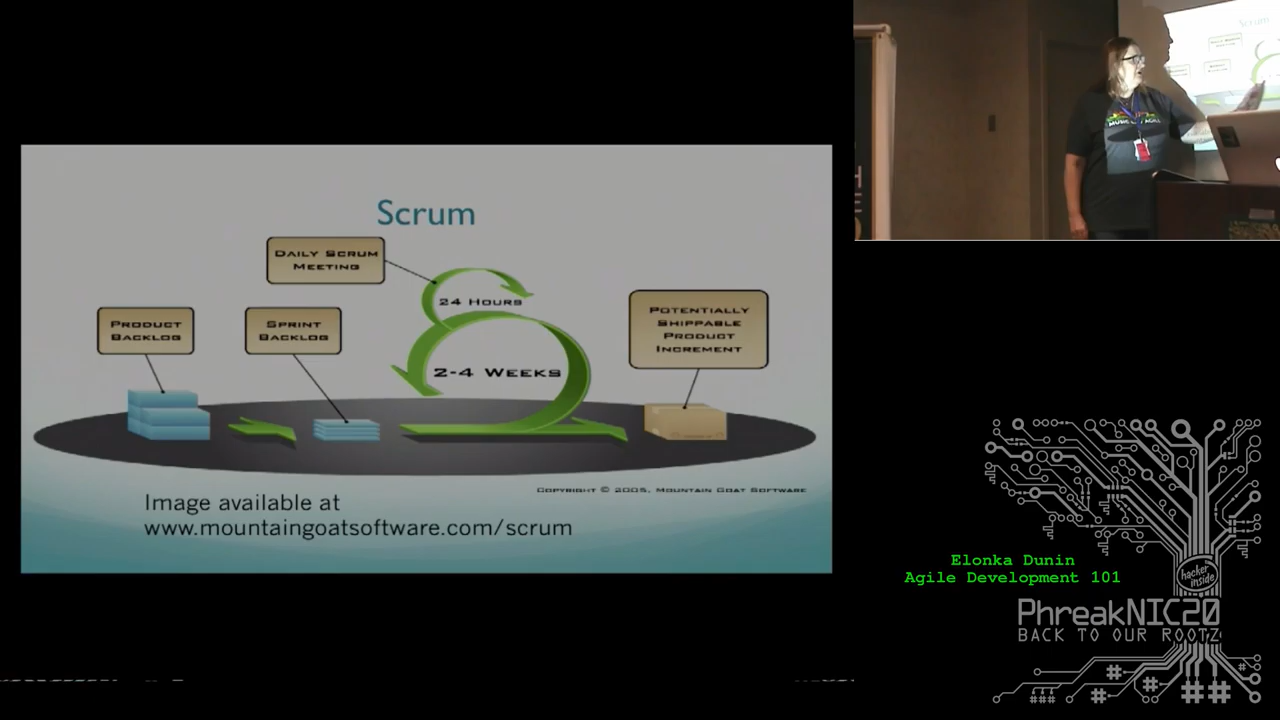 Scrum
DAILY SCRUM
MEETING
24 HOURS
PRODUCT
BACKLOG
SPRINT
BACKLOG
2-4 WEEKS
POTENTIALLY
SHIPPABLE
PRODUCT
INCREMENT
COPYRIGHT © 2005, MOUNTAIN GOAT SOFTWARE
Image available at
www.mountaingoatsoftware.com/scrum
Scrum
Elonka Dunin
Agile Development 101
hacker
inside
PhreakNIC20
BACK TO OUR ROOTZ